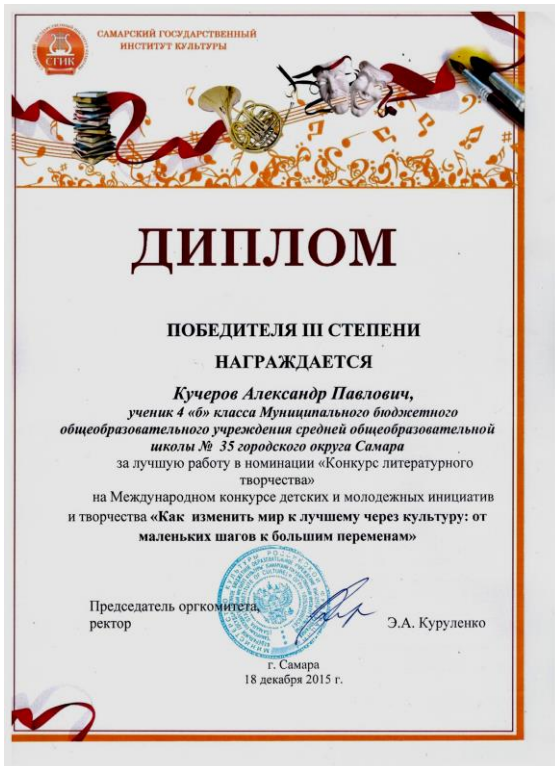 САМАРСКИЙ ГОСУДАРСТВЕННЫЙ
ИНСТИТУТ КУЛЬТУРЫ
СГИК
ДИПЛОМ
ПОБЕДИТЕЛЯ III СТЕПЕНИ
НАГРАЖДАЕТСЯ
Кучеров Александр Павлович,
ученик 4 «б» класса Муниципального бюджетного
общеобразовательного учреждения средней общеобразовательной
школы № 35 городского округа Самара
за лучшую работу в номинации «Конкурс литературного
творчества»
на Международном конкурсе детских и молодежных инициатив
и творчества «Как изменить мир к лучшему через культуру: от
маленьких шагов к большим переменам»
Председатель оргкомитета,
ректор
Э.А. Куруленко
г. Самара
18 декабря 2015 г.